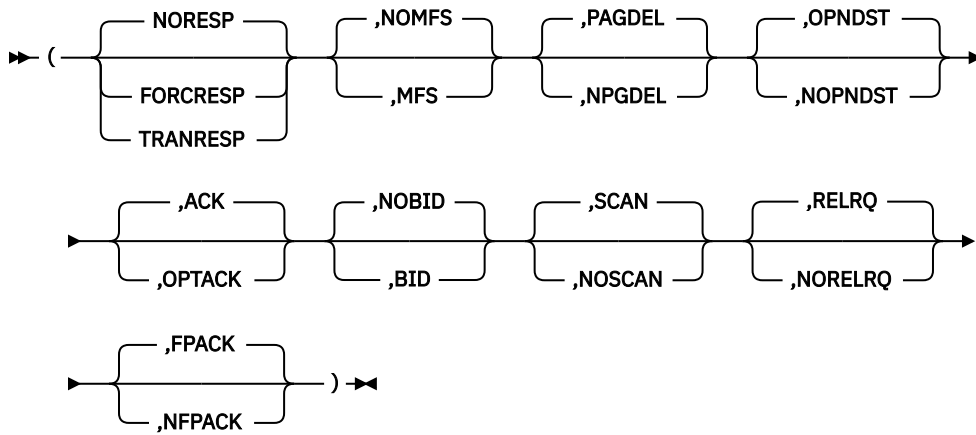 NORESP ,NOMFS ,PAGDEL ,OPNDST
(
FORCRESP ,MFS ,NPGDEL ,NOPNDST
TRANRESP
,ACK ,NOBID ,SCAN ,RELRQ
,OPTACK ,BID ,NOSCAN ,NORELRQ
,FPACK
)
,NFPACK